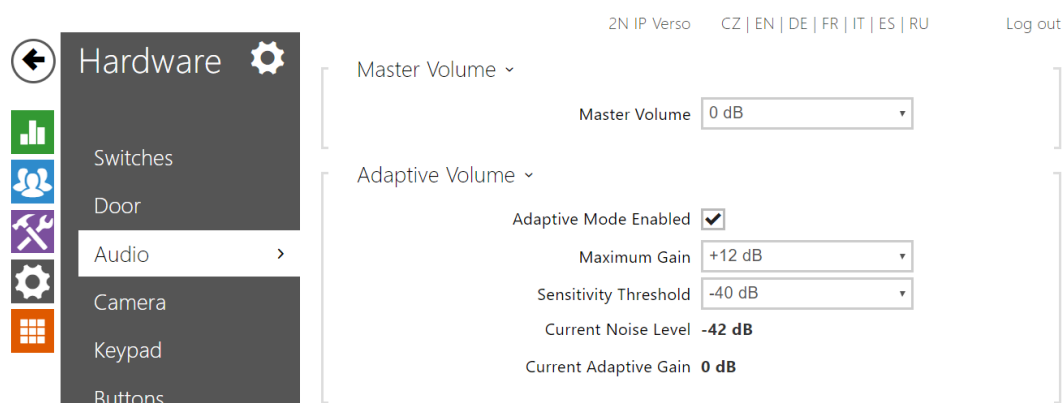 2N IP Verso CZ | EN | DE | FR | IT | ES | RU Log out
Hardware
Switches
Door
Audio
Camera
Keypad
Buttons
Master Volume
Master Volume 0 dB
Adaptive Volume
Adaptive Mode Enabled
Maximum Gain +12 dB
Sensitivity Threshold -40 dB
Current Noise Level -42 dB
Current Adaptive Gain 0 dB